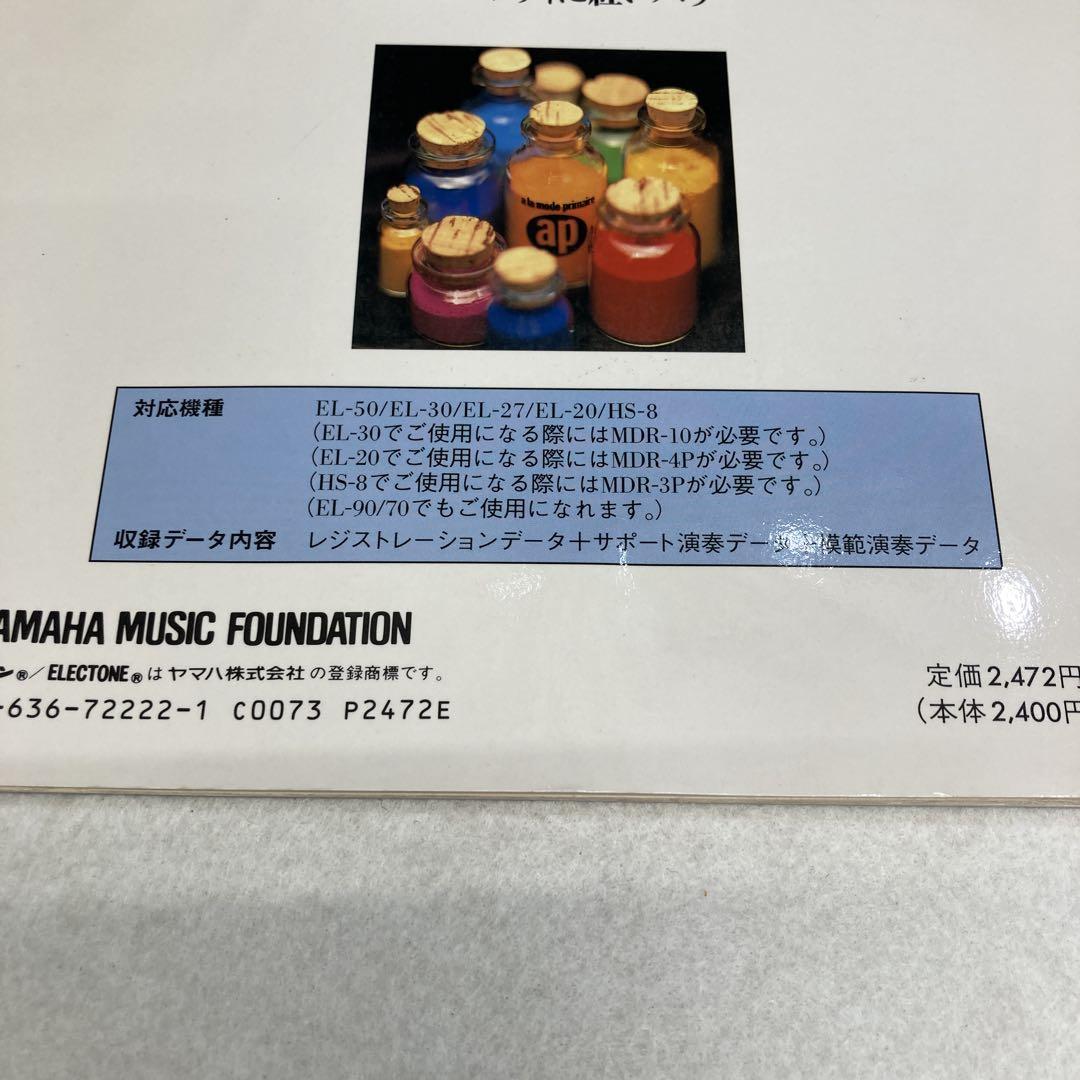 a la mode primaire
ap
対応機種 EL-50/EL-30/EL-27/EL-20/HS-8
(EL-30でご使用になる際にはMDR-10が必要です。)
(EL-20でご使用になる際にはMDR-4Pが必要です。)
(HS-8でご使用になる際にはMDR-3Pが必要です。)
(EL-90/70でもご使用になれます。)
収録データ内容 レジストレーションデータ+サポート演奏データ+模範演奏データ
AMAHA MUSIC FOUNDATION
ン®/ELECTONE®はヤマハ株式会社の登録商標です。
-636-72222-1 C0073 P2472E
定価2,472円
(本体2,400円